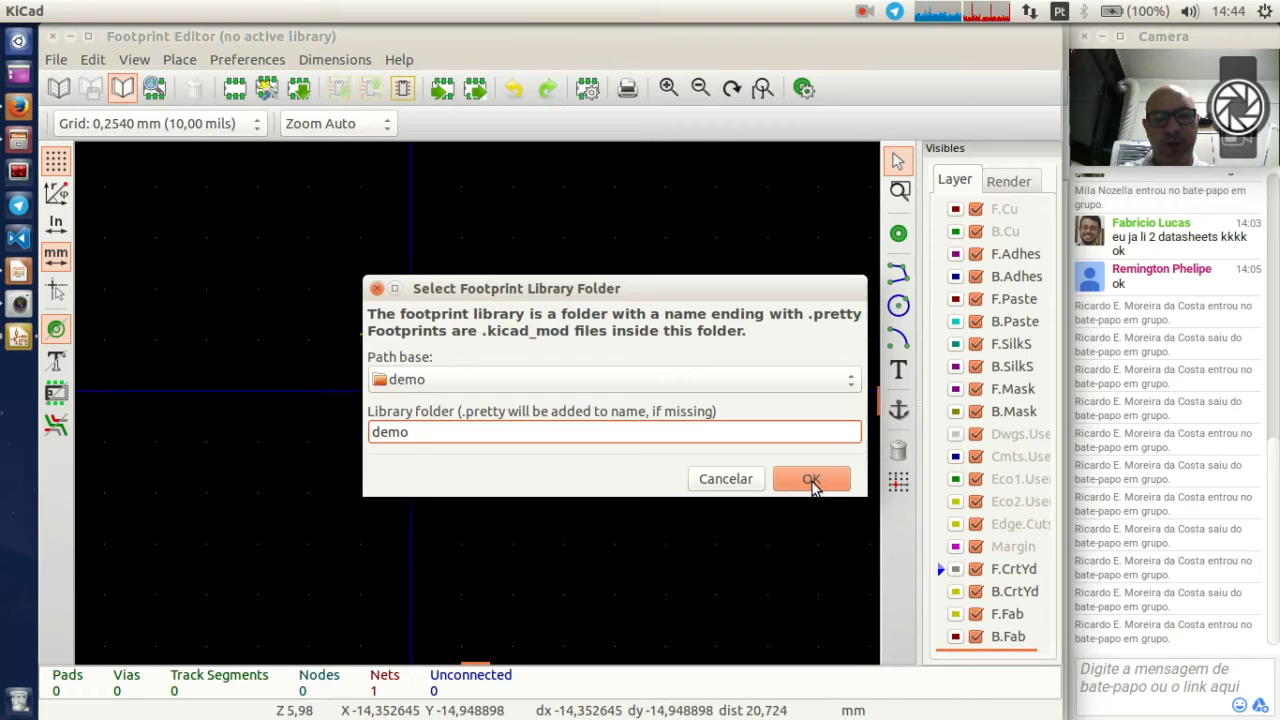 KiCad
Pt
(100%)
14:44
Footprint Editor (no active library)
File Edit View Place Preferences Dimensions Help
Grid: 0,2540 mm (10,00 mils)
Zoom Auto
In
mm
T
Select Footprint Library Folder
The footprint library is a folder with a name ending with .pretty
Footprints are .kicad_mod files inside this folder.
Path base:
demo
Library folder (.pretty will be added to name, if missing)
demo
Cancelar
OK
T
Visibles
Layer Render
F.Cu
B.Cu
F.Adhes
B.Adhes
F.Paste
B.Paste
F.SilkS
B.SilkS
F.Mask
B.Mask
Dwgs.Use
Cmts.Use
Eco1.User
Eco2.User
Edge.Cuts
Margin
F.CrtYd
B.CrtYd
F.Fab
B.Fab
Pads Vias Track Segments Nodes Nets Unconnected
0 0 0 0 1 0
Z 5,98 X -14,352645 Y -14,948898 dx -14,352645 dy -14,948898 dist 20,724 mm
Camera
Mila Nozella entrou no bate-papo em
grupo.
Fabricio Lucas 14:03
eu ja li 2 datasheets kkkk
ok
Remington Phelipe 14:05
ok
Ricardo E. Moreira da Costa entrou no
bate-papo em grupo.
Ricardo E. Moreira da Costa saiu do
bate-papo em grupo.
Ricardo E. Moreira da Costa entrou no
bate-papo em grupo.
Ricardo E. Moreira da Costa saiu do
bate-papo em grupo.
Ricardo E. Moreira da Costa entrou no
bate-papo em grupo.
Ricardo E. Moreira da Costa saiu do
bate-papo em grupo.
Ricardo E. Moreira da Costa entrou no
bate-papo em grupo.
Ricardo E. Moreira da Costa saiu do
bate-papo em grupo.
Ricardo E. Moreira da Costa entrou no
bate-papo em grupo.
Ricardo E. Moreira da Costa saiu do
bate-papo em grupo.
Ricardo E. Moreira da Costa entrou no
bate-papo em grupo.
Digite a mensagem de
bate-papo ou o link aqui